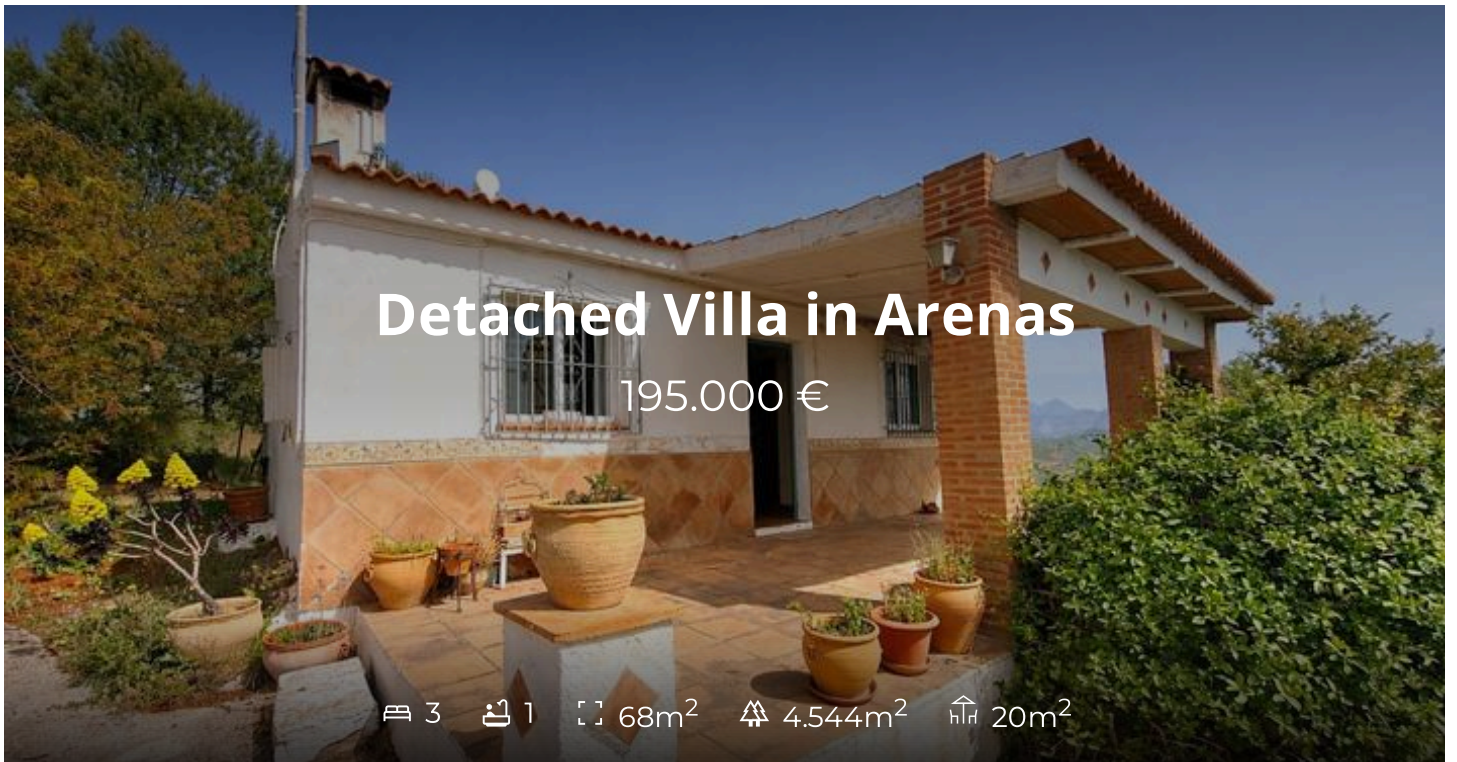 Detached Villa in Arenas
195.000 €
3 1 68m² 4.544m² 20m²